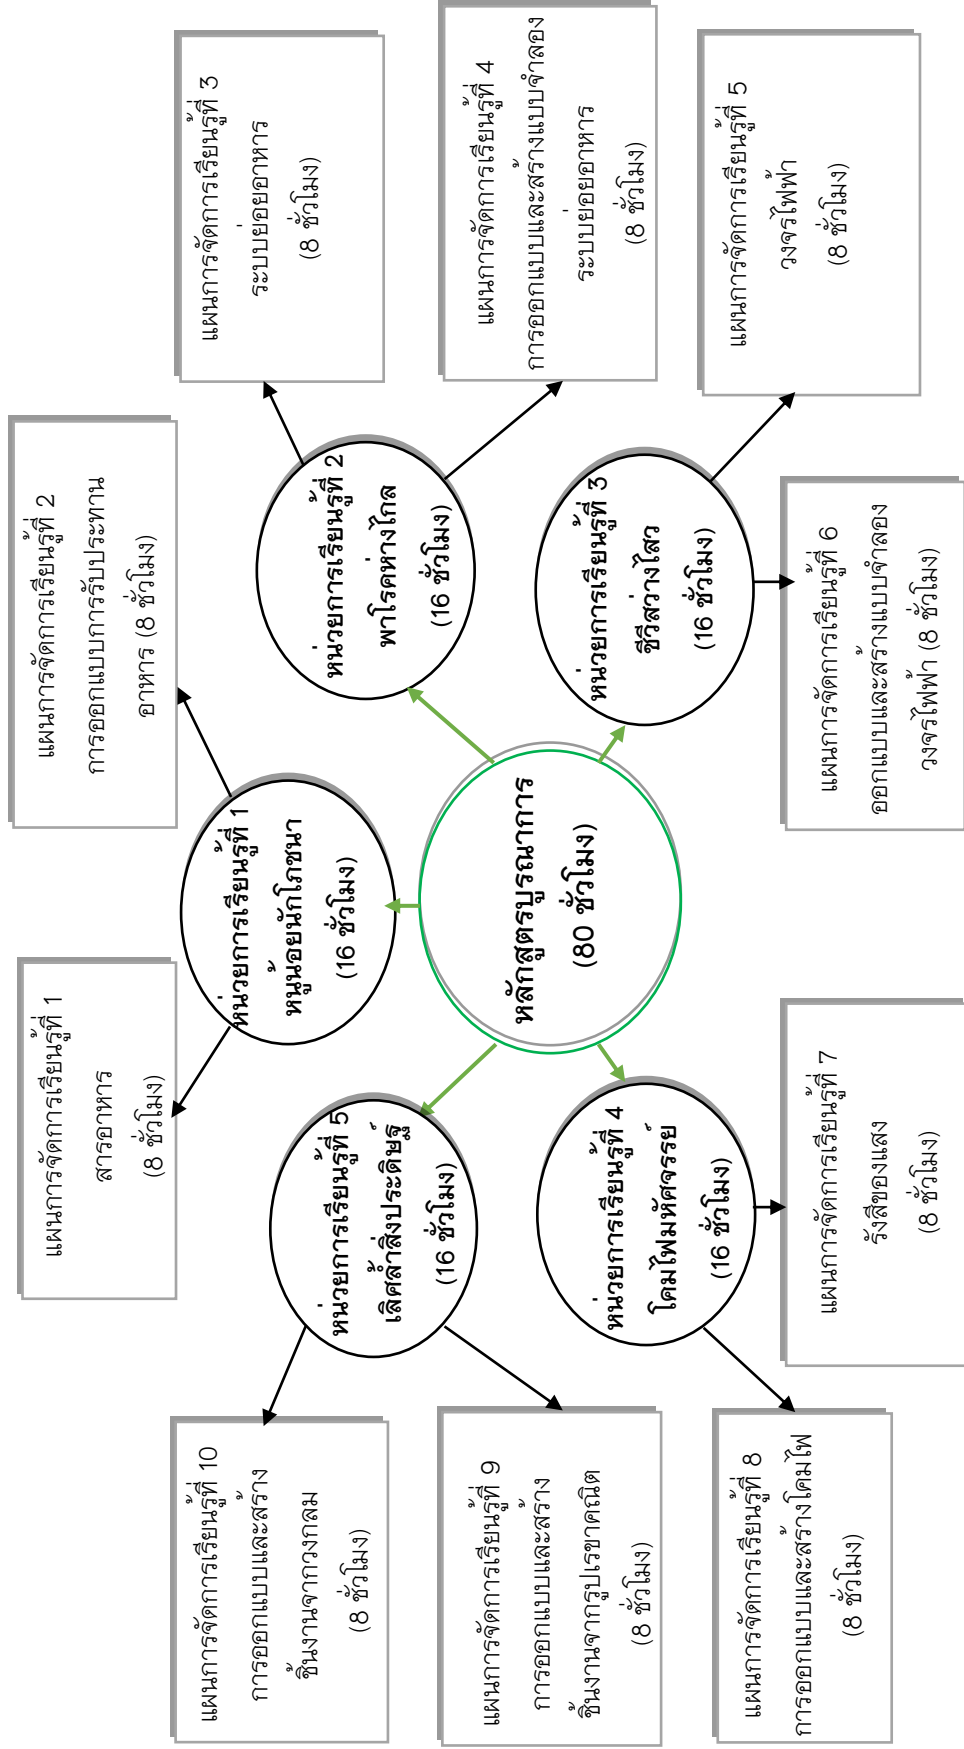 หลักสูตรบูรณาการ
(80 ชั่วโมง)
หน่วยการเรียนรู้ที่ 1
หนูน้อยนักโภชนา
(16 ชั่วโมง)
แผนการจัดการเรียนรู้ที่ 1
สารอาหาร
(8 ชั่วโมง)
แผนการจัดการเรียนรู้ที่ 2
การออกแบบการรับประทาน
อาหาร (8 ชั่วโมง)
หน่วยการเรียนรู้ที่ 2
พาโรคห่างไกล
(16 ชั่วโมง)
แผนการจัดการเรียนรู้ที่ 3
ระบบย่อยอาหาร
(8 ชั่วโมง)
แผนการจัดการเรียนรู้ที่ 4
การออกแบบและสร้างแบบจำลอง
ระบบย่อยอาหาร
(8 ชั่วโมง)
หน่วยการเรียนรู้ที่ 3
ชีวีสว่างไสว
(16 ชั่วโมง)
แผนการจัดการเรียนรู้ที่ 5
วงจรไฟฟ้า
(8 ชั่วโมง)
แผนการจัดการเรียนรู้ที่ 6
ออกแบบและสร้างแบบจำลอง
วงจรไฟฟ้า (8 ชั่วโมง)
หน่วยการเรียนรู้ที่ 4
โคมไฟมหัศจรรย์
(16 ชั่วโมง)
แผนการจัดการเรียนรู้ที่ 7
รังสีของแสง
(8 ชั่วโมง)
แผนการจัดการเรียนรู้ที่ 8
การออกแบบและสร้างโคมไฟ
(8 ชั่วโมง)
หน่วยการเรียนรู้ที่ 5
เลิศล้ำสิ่งประดิษฐ์
(16 ชั่วโมง)
แผนการจัดการเรียนรู้ที่ 9
การออกแบบและสร้าง
ชิ้นงานจากรูปเรขาคณิต
(8 ชั่วโมง)
แผนการจัดการเรียนรู้ที่ 10
การออกแบบและสร้าง
ชิ้นงานจากวงกลม
(8 ชั่วโมง)